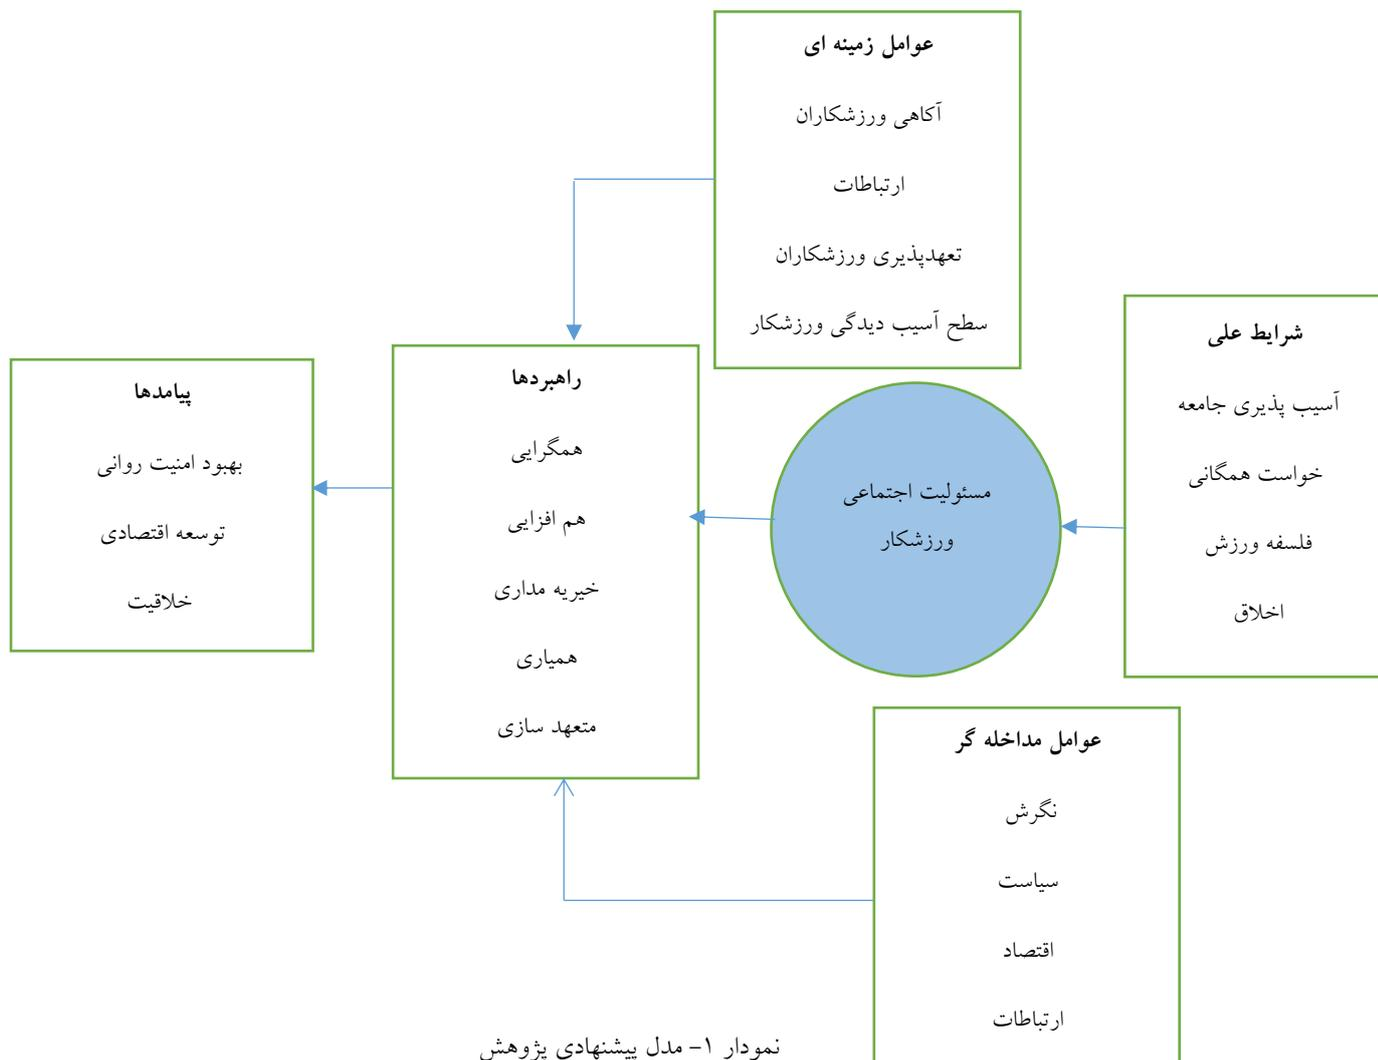 عوامل زمینه ای
آکاهی ورزشکاران
ارتباطات
تعهدپذیری ورزشکاران
سطح آسیب دیدگی ورزشکار
شرایط علی
آسیب پذیری جامعه
خواست همگانی
فلسفه ورزش
اخلاق
مسئولیت اجتماعی
ورزشکار
راهبردها
همگرایی
هم افزایی
خیریه مداری
همیاری
متعهد سازی
پیامدها
بهبود امنیت روانی
توسعه اقتصادی
خلاقیت
عوامل مداخله گر
نگرش
سیاست
اقتصاد
ارتباطات
نمودار ۱- مدل پیشنهادی پژوهش